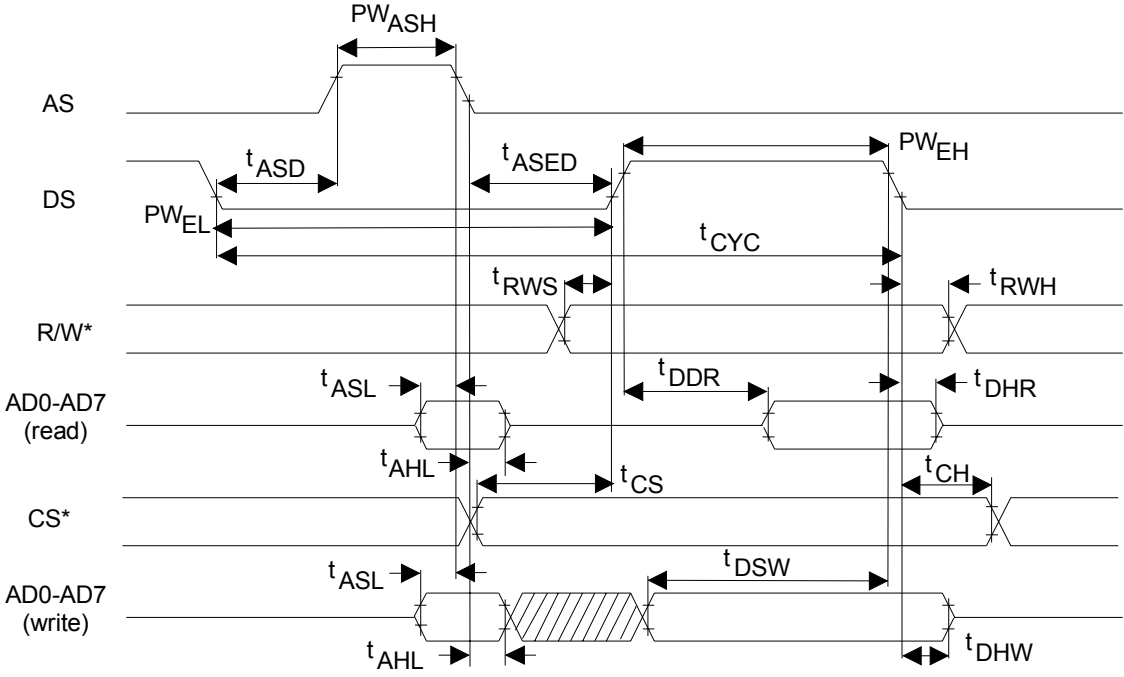 PWASH
AS
tASD
tASED
PWEH
DS
PWEL
tCYC
tRWS
tRWH
R/W*
tASL
tDDR
tDHR
AD0-AD7
(read)
tAHL
tCS
tCH
CS*
tASL
tDSW
AD0-AD7
(write)
tAHL
tDHW